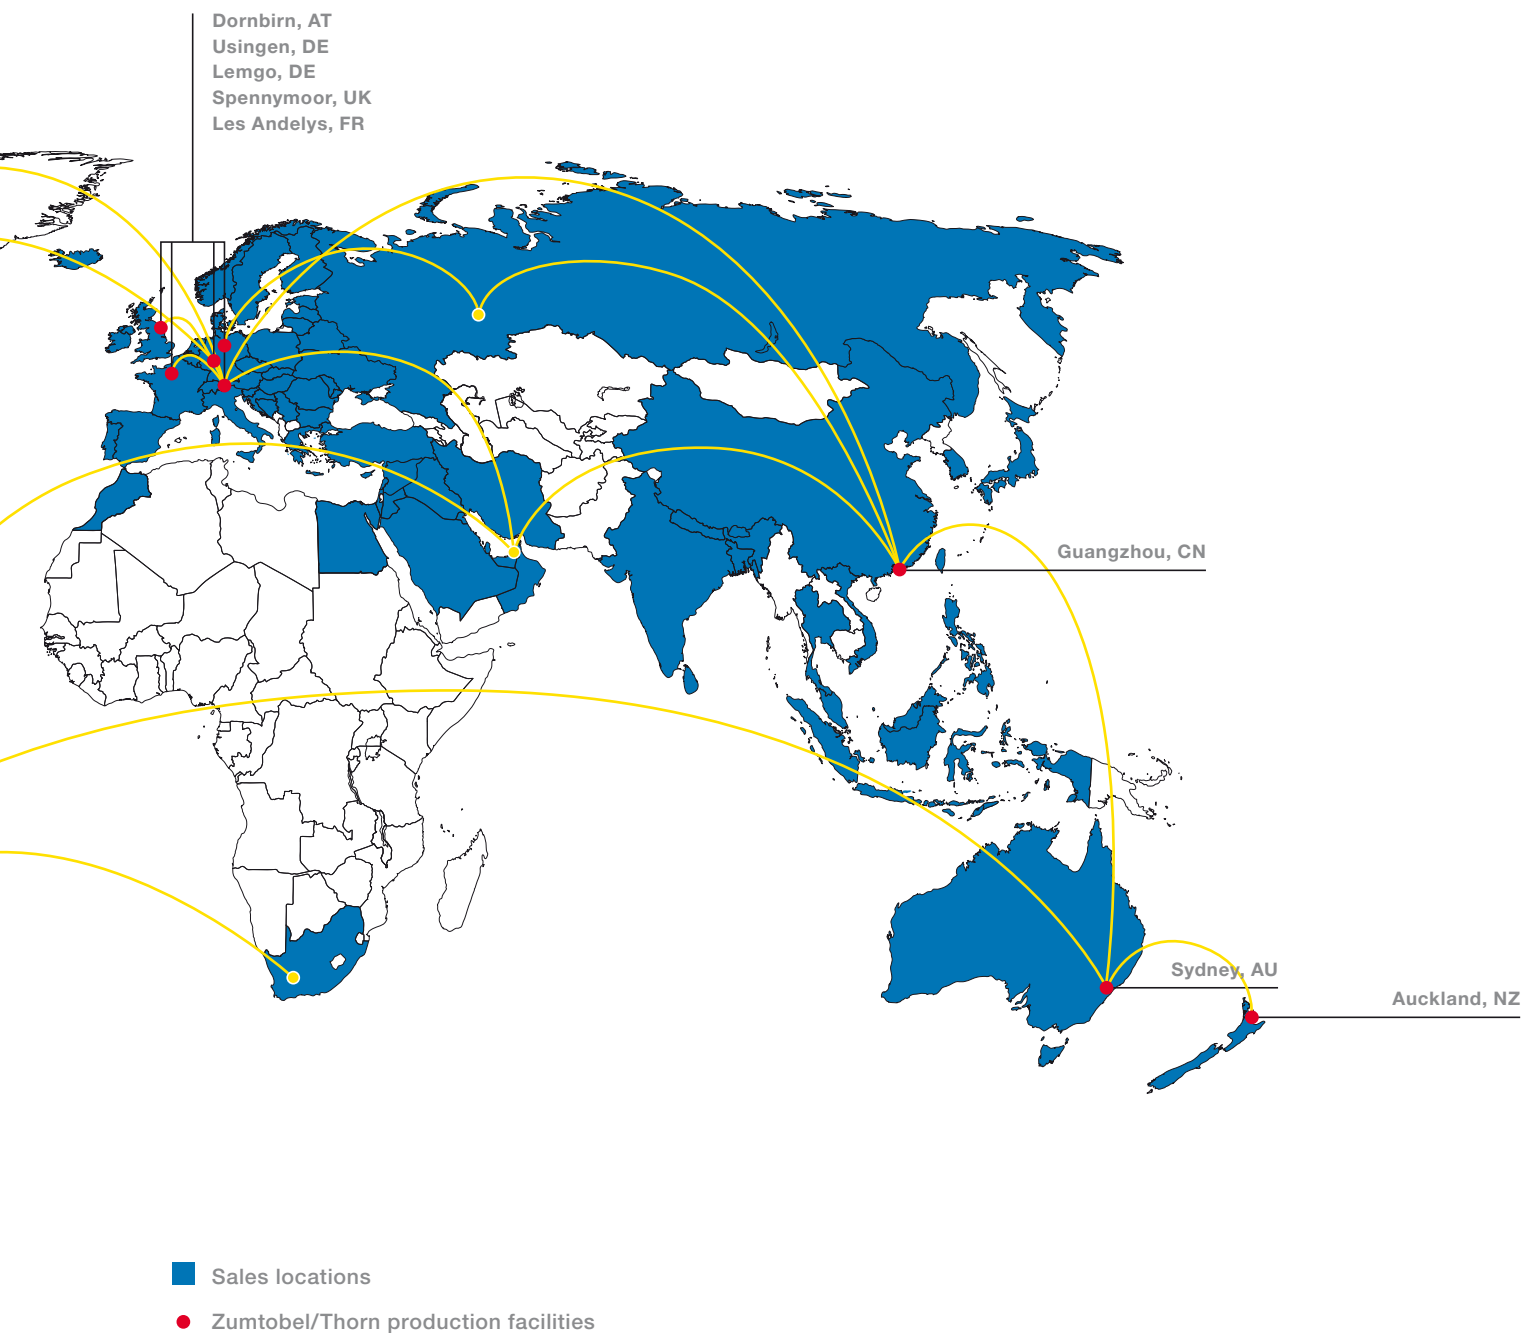 Dornbirn, AT
Usingen, DE
Lemgo, DE
Spennymoor, UK
Les Andelys, FR
Guangzhou, CN
Sydney, AU
Auckland, NZ
Sales locations
Zumtobel/Thorn production facilities